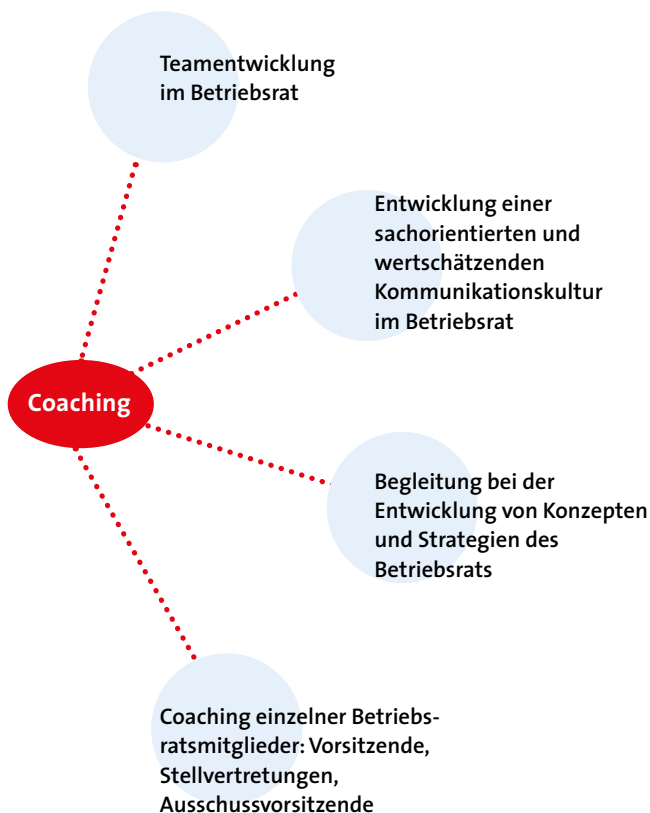 Teamentwicklung
im Betriebsrat
Entwicklung einer
sachorientierten und
wertschätzenden
Kommunikationskultur
im Betriebsrat
Coaching
Begleitung bei der
Entwicklung von Konzepten
und Strategien des
Betriebsrats
Coaching einzelner Betriebs-
ratsmitglieder: Vorsitzende,
Stellvertretungen,
Ausschussvorsitzende